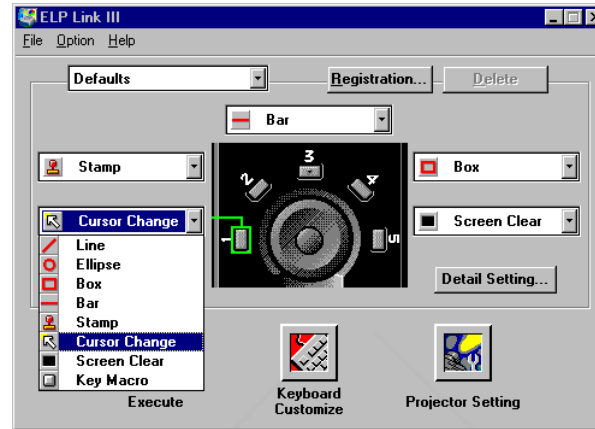 ELP Link III
File Option Help
Defaults
Registration...
Delete
Bar
Stamp
Box
Cursor Change
Screen Clear
1
2
3
4
5
Line
Ellipse
Box
Bar
Stamp
Cursor Change
Screen Clear
Key Macro
Detail Setting...
Execute
Keyboard
Customize
Projector Setting